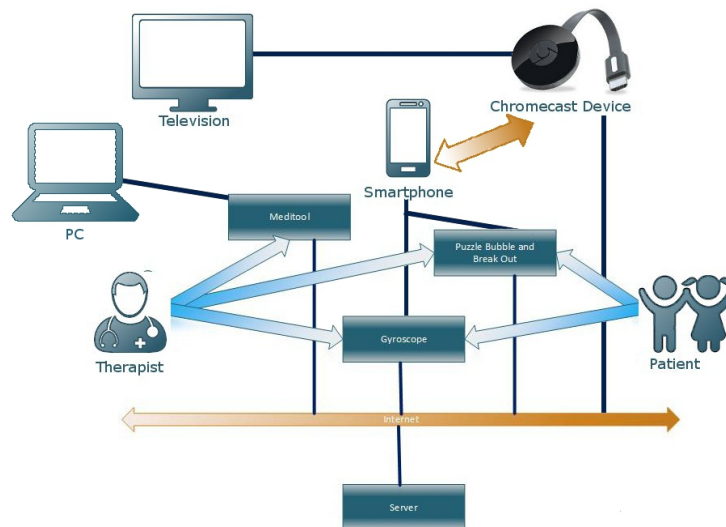 Television
Chromecast Device
Smartphone
PC
Meditool
Puzzle Bubble and
Break Out
Therapist
Gyroscope
Patient
Internet
Server